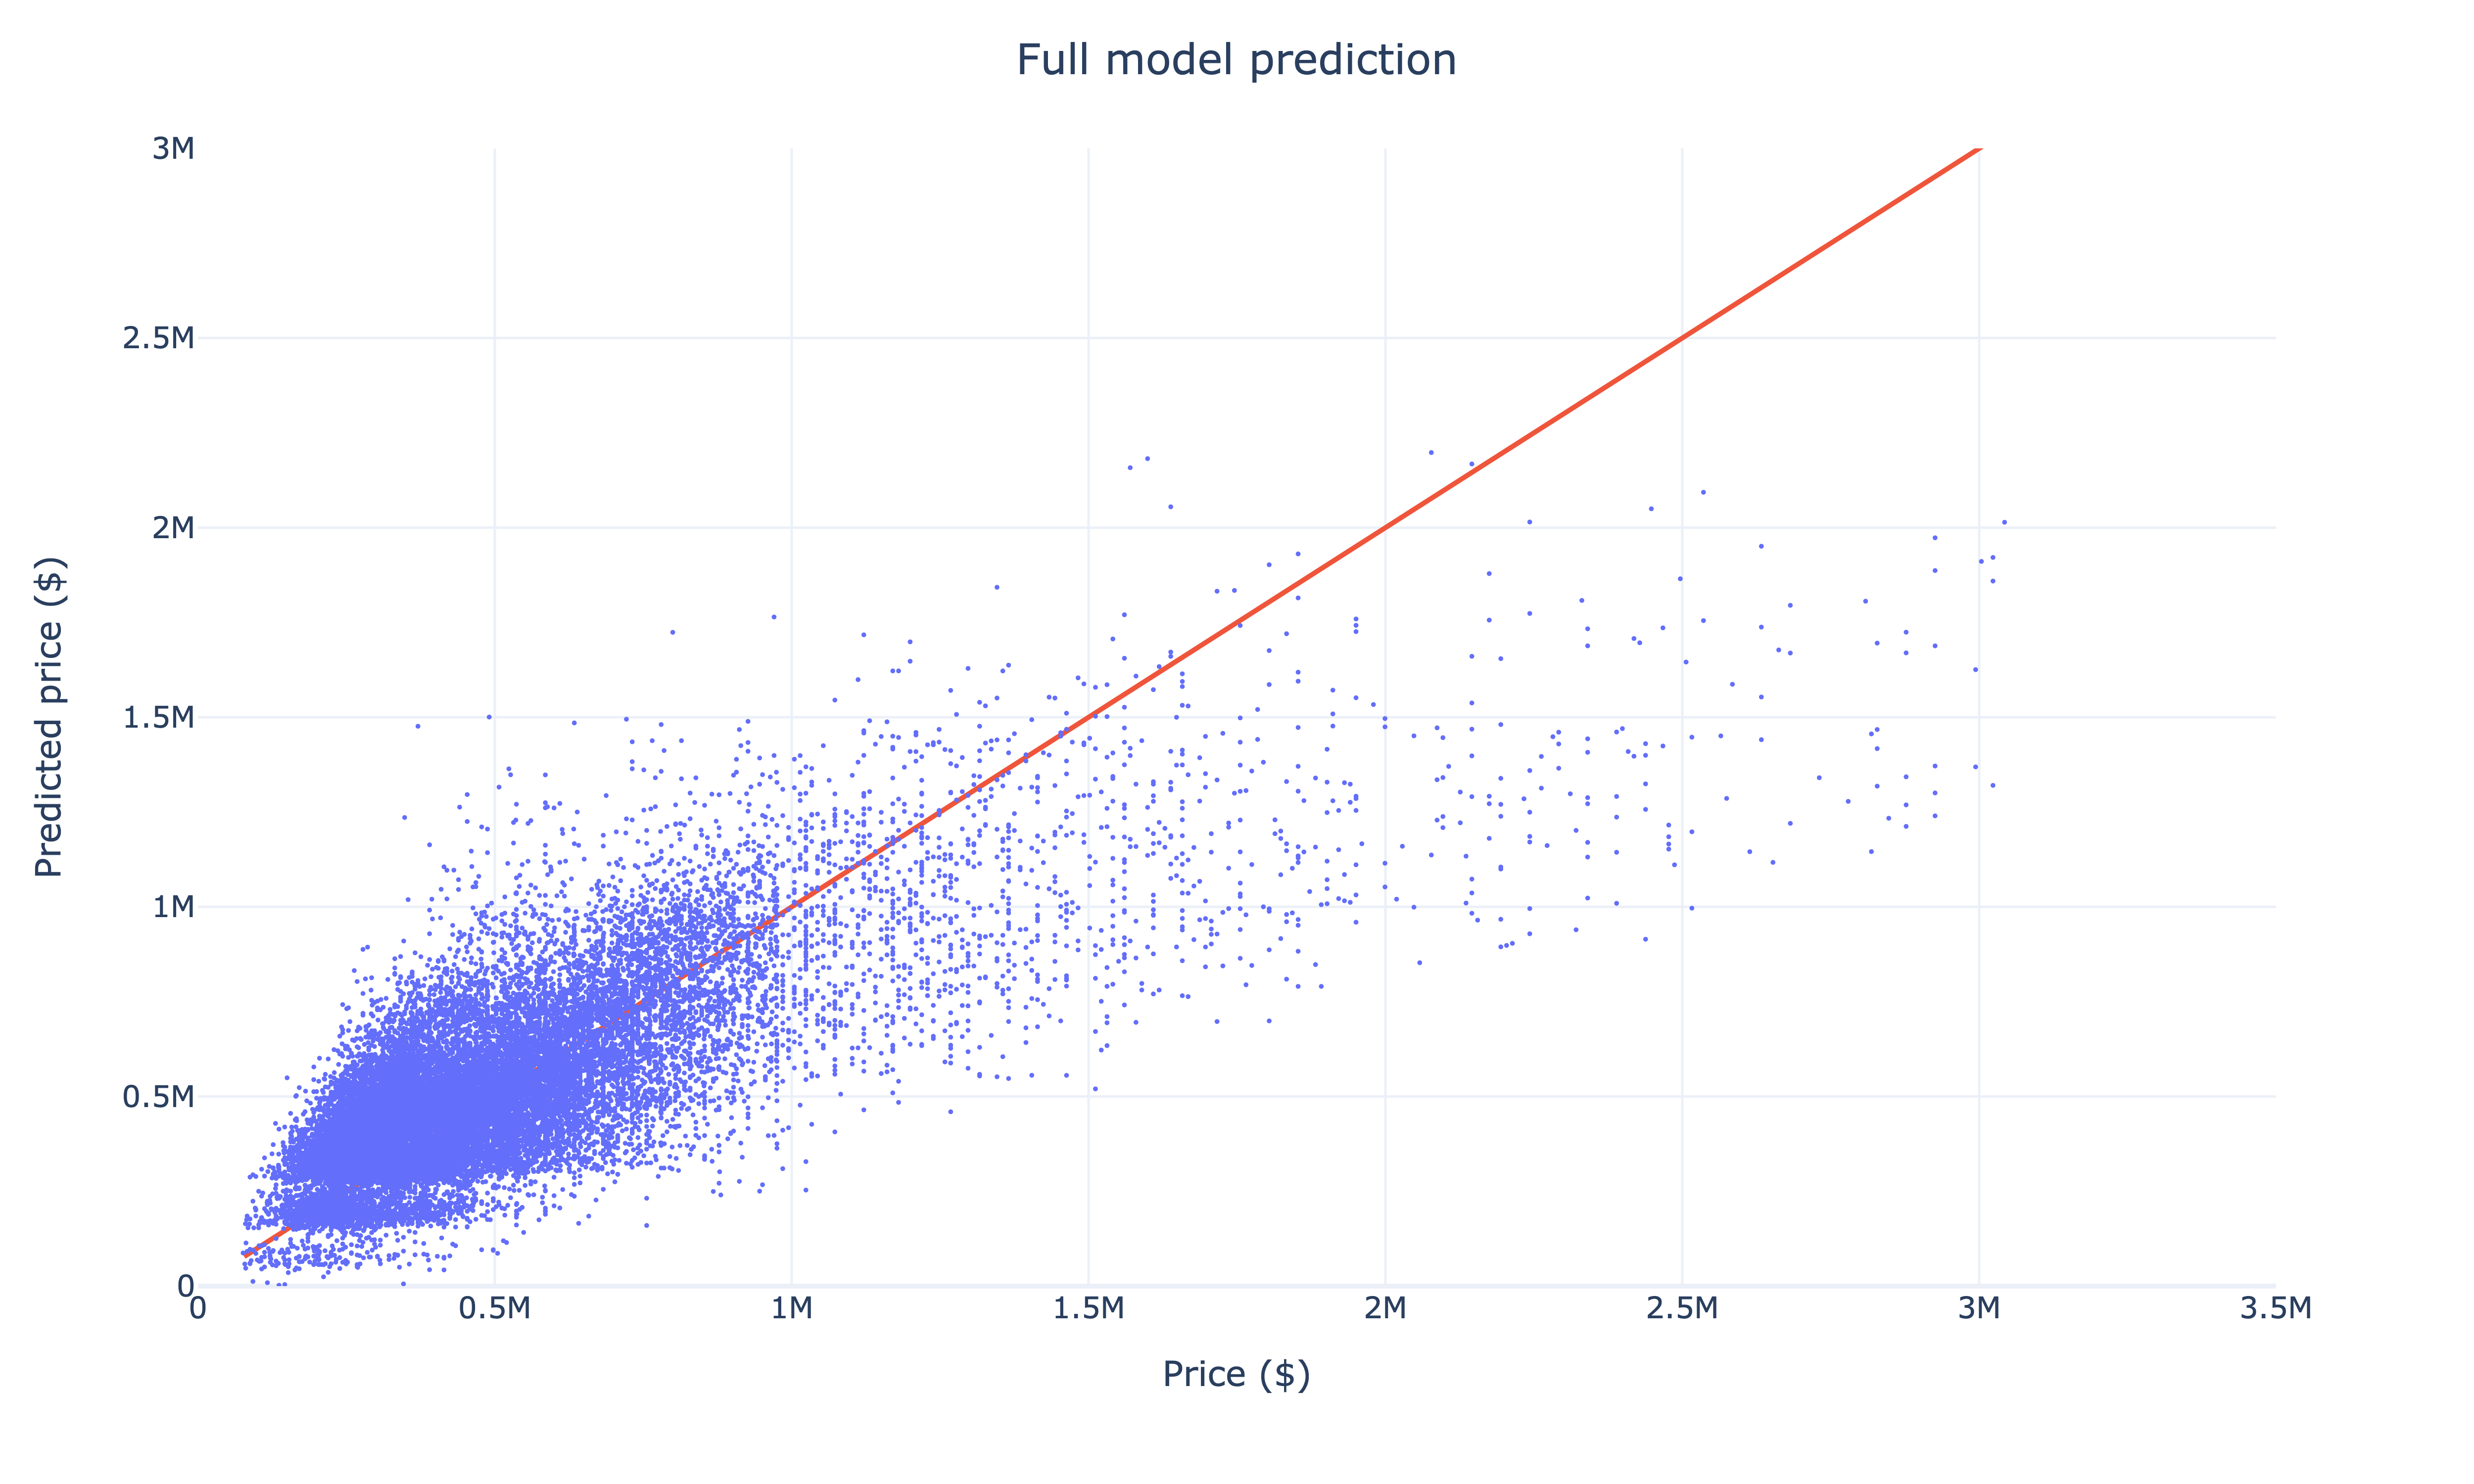 Full model prediction
3M
2.5M
2M
1.5M
1M
0.5M
0
Predicted price ($)
0 0.5M 1M 1.5M 2M 2.5M 3M 3.5M
Price ($)